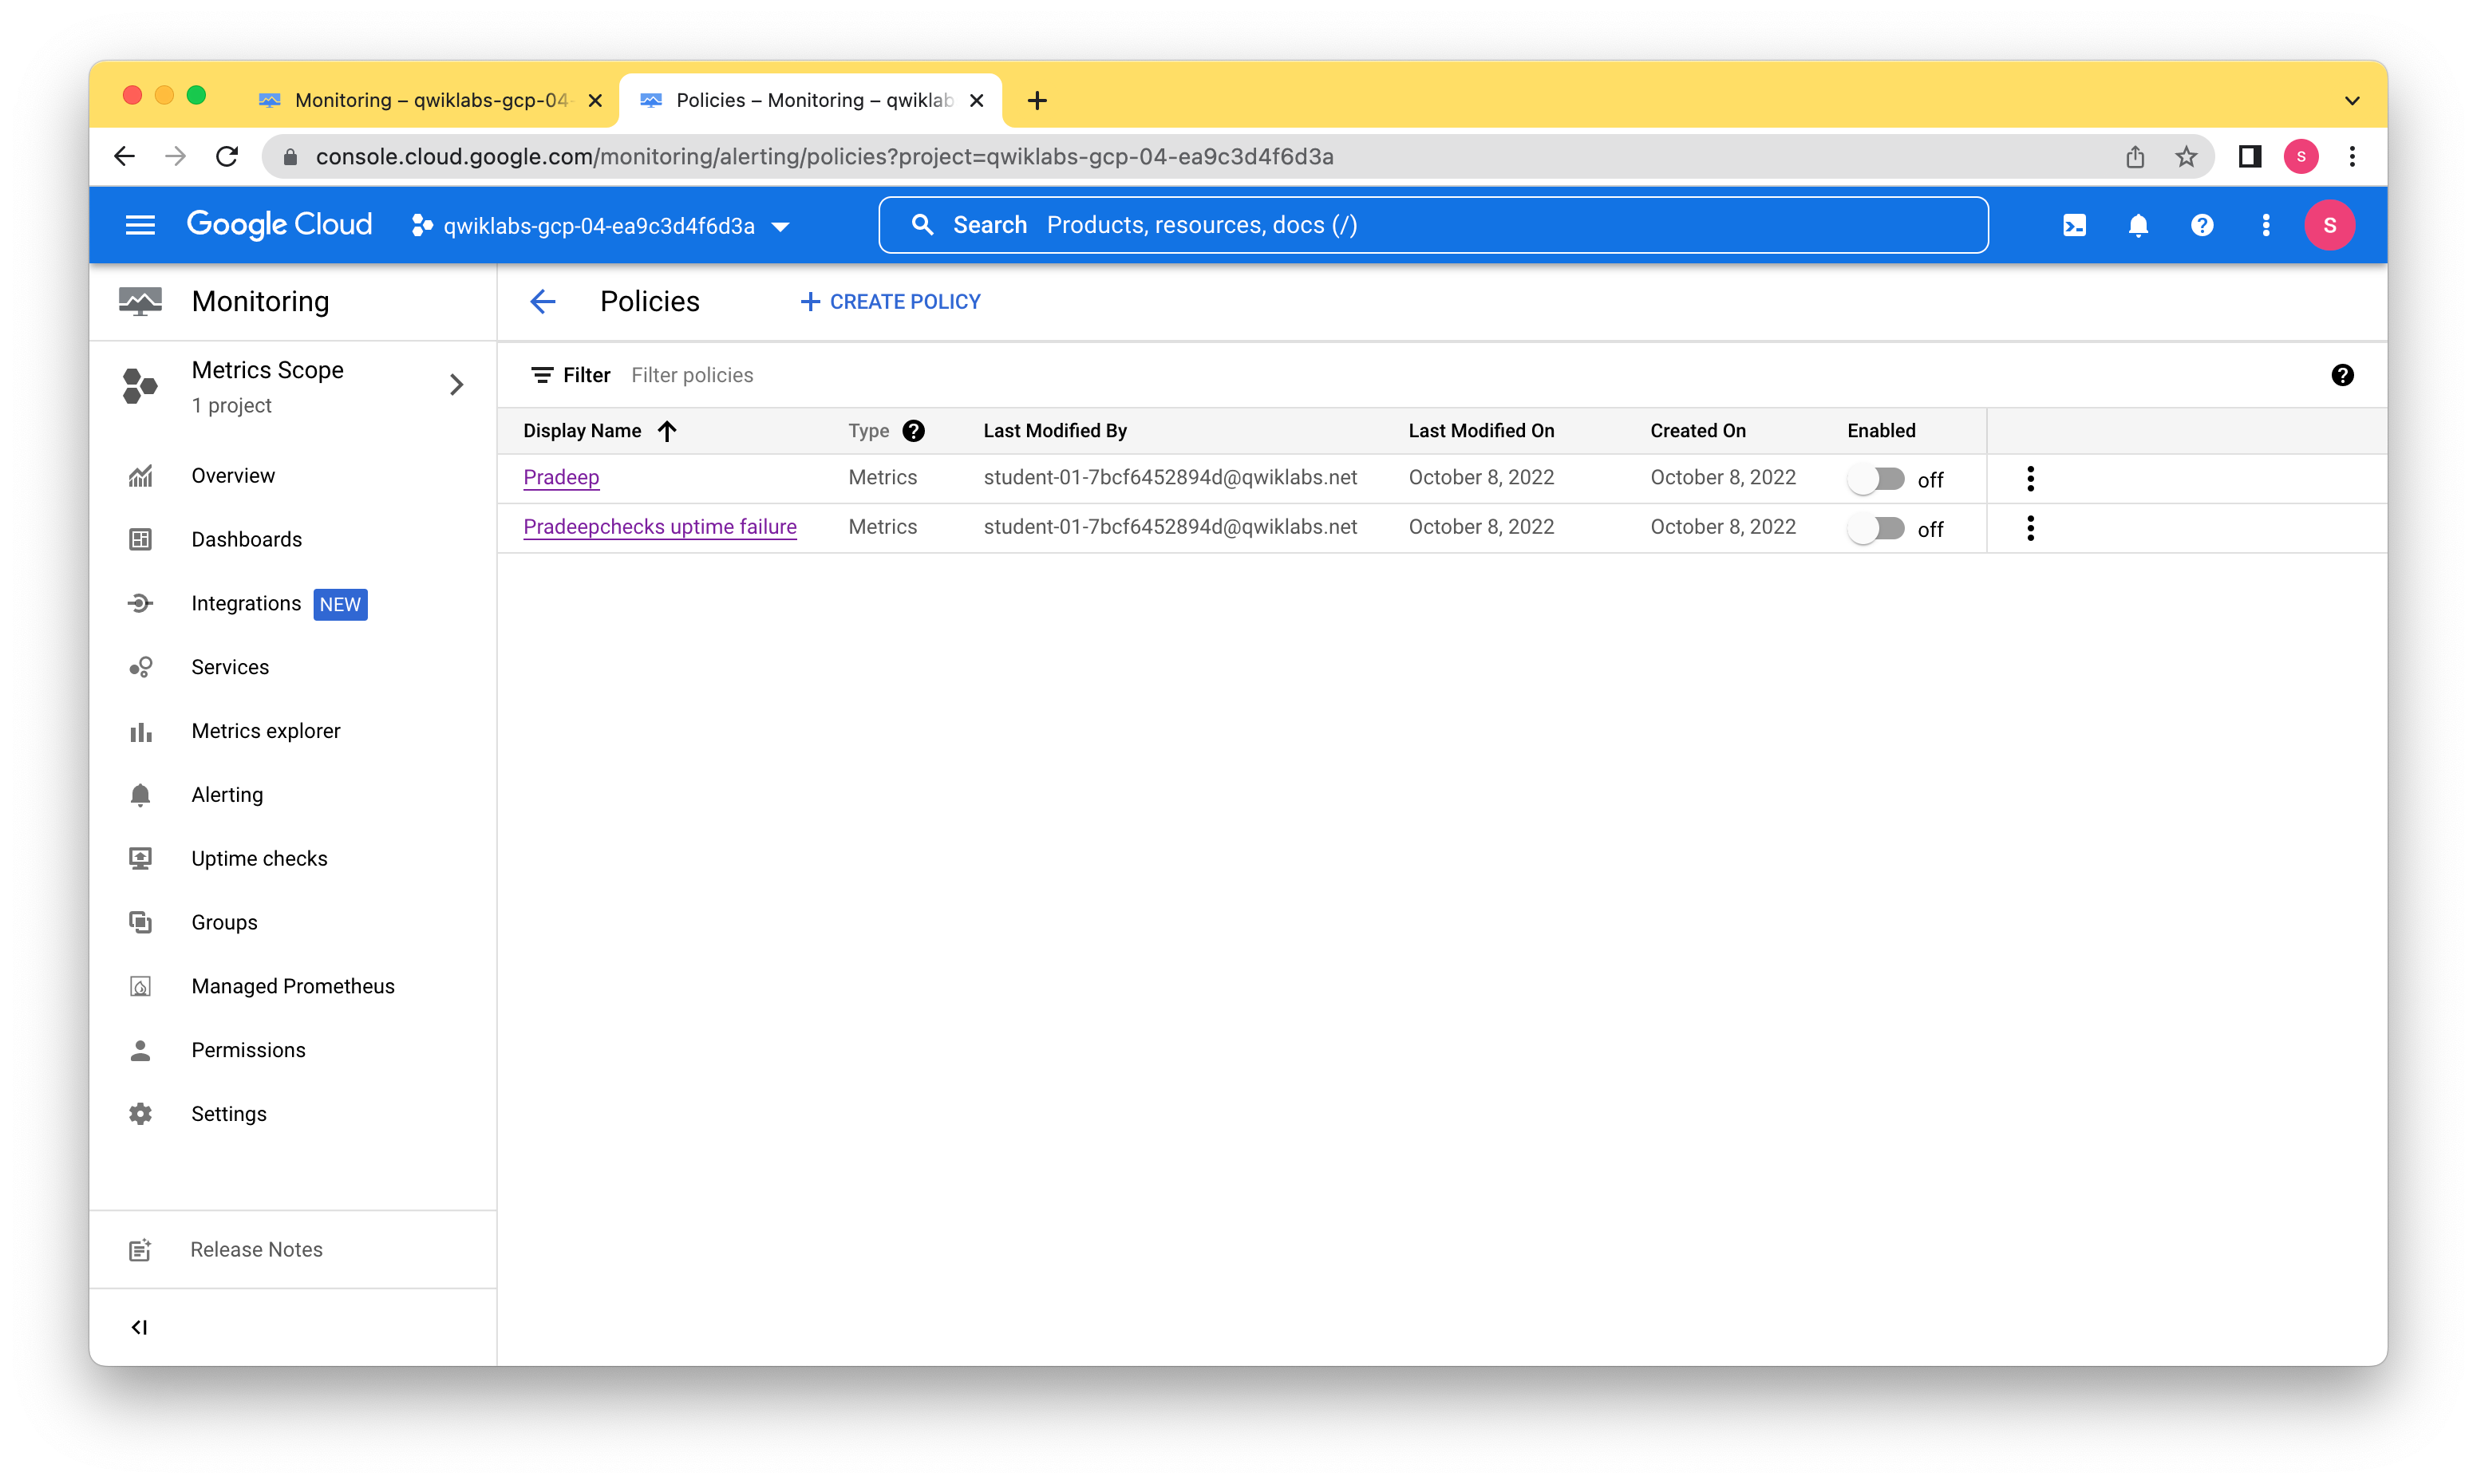 Monitoring – qwiklabs-gcp-04-
Policies – Monitoring – qwiklab
console.cloud.google.com/monitoring/alerting/policies?project=qwiklabs-gcp-04-ea9c3d4f6d3a
S
Google Cloud
qwiklabs-gcp-04-ea9c3d4f6d3a
Search Products, resources, docs (/)
S
Monitoring
Policies
CREATE POLICY
Metrics Scope
1 project
Filter Filter policies
Display Name Type Last Modified By Last Modified On Created On Enabled
Pradeep Metrics student-01-7bcf6452894d@qwiklabs.net October 8, 2022 October 8, 2022 off
Pradeepchecks uptime failure Metrics student-01-7bcf6452894d@qwiklabs.net October 8, 2022 October 8, 2022 off
Overview
Dashboards
Integrations NEW
Services
Metrics explorer
Alerting
Uptime checks
Groups
Managed Prometheus
Permissions
Settings
Release Notes